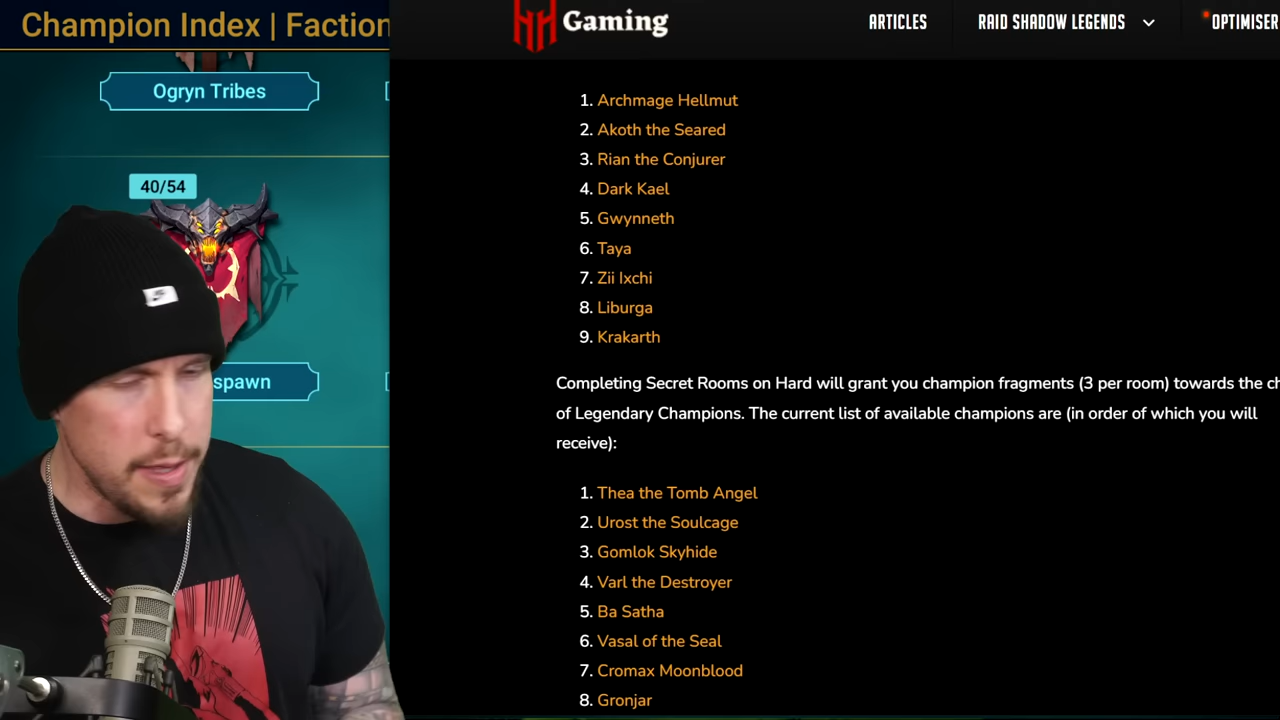 Champion Index | Faction
Gaming
ARTICLES
RAID SHADOW LEGENDS
OPTIMISER
Ogryn Tribes
40/54
spawn
1. Archmage Hellmut
2. Akoth the Seared
3. Rian the Conjurer
4. Dark Kael
5. Gwynneth
6. Taya
7. Zii Ixchi
8. Liburga
9. Krakarth
Completing Secret Rooms on Hard will grant you champion fragments (3 per room) towards the ch
of Legendary Champions. The current list of available champions are (in order of which you will
receive):
1. Thea the Tomb Angel
2. Urost the Soulcage
3. Gomlok Skyhide
4. Varl the Destroyer
5. Ba Satha
6. Vasal of the Seal
7. Cromax Moonblood
8. Gronjar